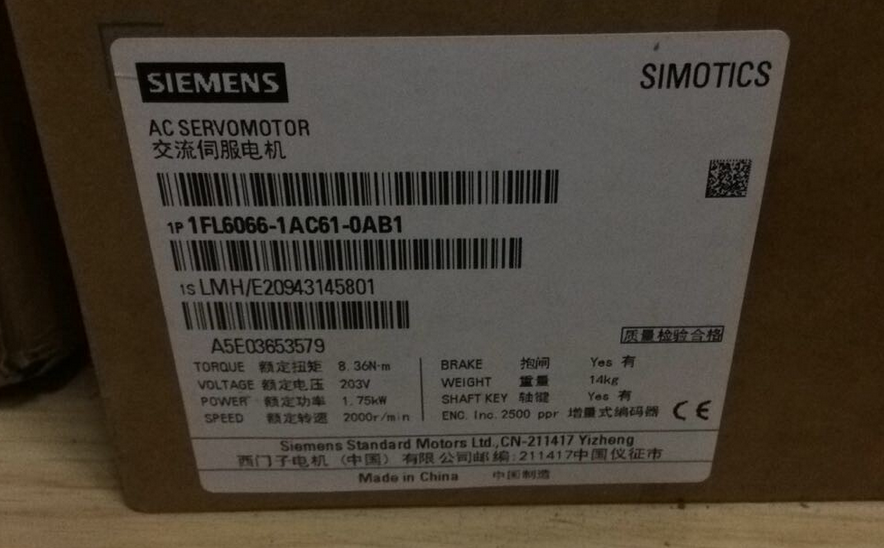 SIEMENS
SIMOTICS
AC SERVOMOTOR
交流伺服电机
1P 1FL6066-1AC61-0AB1
1S LMH/E20943145801
A5E03653579
质量检验合格
TORQUE 额定扭矩 8.36N·m
VOLTAGE 额定电压 203V
POWER 额定功率 1.75kW
SPEED 额定转速 2000r/min
BRAKE 抱闸 Yes 有
WEIGHT 重量 14kg
SHAFT KEY 轴键 Yes 有
ENC. Inc. 2500 ppr 增量式编码器
CE
Siemens Standard Motors Ltd.,CN-211417 Yizheng
西门子电机（中国）有限公司邮编:211417中国仪征市
Made in China 中国制造